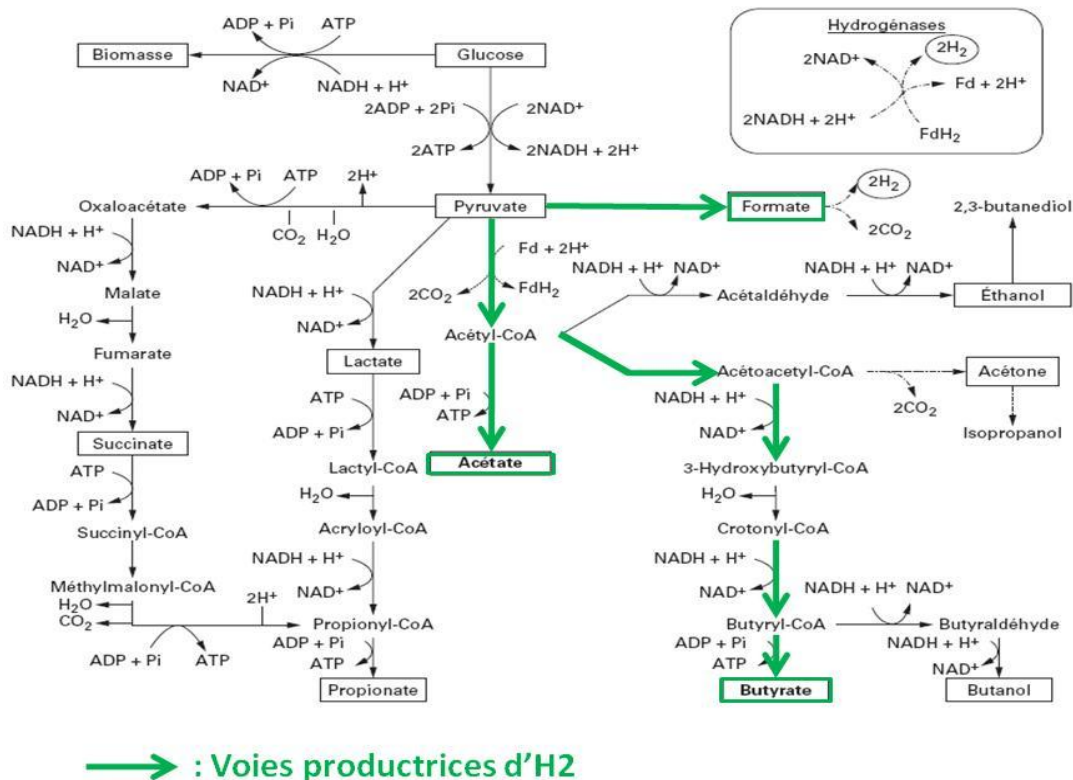 ADP + Pi ATP
Hydrogénases
Biomasse
Glucose
NAD⁺ NADH + H⁺
2NAD⁺
2H₂
Fd + 2H⁺
2NADH + 2H⁺
FdH₂
2ADP + 2Pi
2NAD⁺
2ATP
2NADH + 2H⁺
ADP + Pi ATP
2H⁺
Oxaloacétate
CO₂ H₂O
Pyruvate
Formate
2H₂
2CO₂
2,3-butanediol
NADH + H⁺
NAD⁺
Fd + 2H⁺
2CO₂
FdH₂
NADH + H⁺ NAD⁺
NADH + H⁺ NAD⁺
Malate
NADH + H⁺
NAD⁺
Acétaldéhyde
Éthanol
H₂O
Acétyl-CoA
Fumarate
Lactate
Acétoacetyl-CoA
Acétone
NADH + H⁺
NAD⁺
ATP
ADP + Pi
ADP + Pi
ATP
NADH + H⁺
NAD⁺
2CO₂
Isopropanol
Succinate
Lactyl-CoA
Acétate
3-Hydroxybutyryl-CoA
ATP
ADP + Pi
H₂O
H₂O
Succinyl-CoA
Acryloyl-CoA
Crotonyl-CoA
NADH + H⁺
NAD⁺
NADH + H⁺
NAD⁺
Méthylmalonyl-CoA
H₂O
CO₂
2H⁺
NADH + H⁺ NAD⁺
Propionyl-CoA
Butyryl-CoA
Butyraldéhyde
ADP + Pi ATP
ADP + Pi
ATP
ADP + Pi
ATP
NADH + H⁺
NAD⁺
Propionate
Butyrate
Butanol
: Voies productrices d'H2